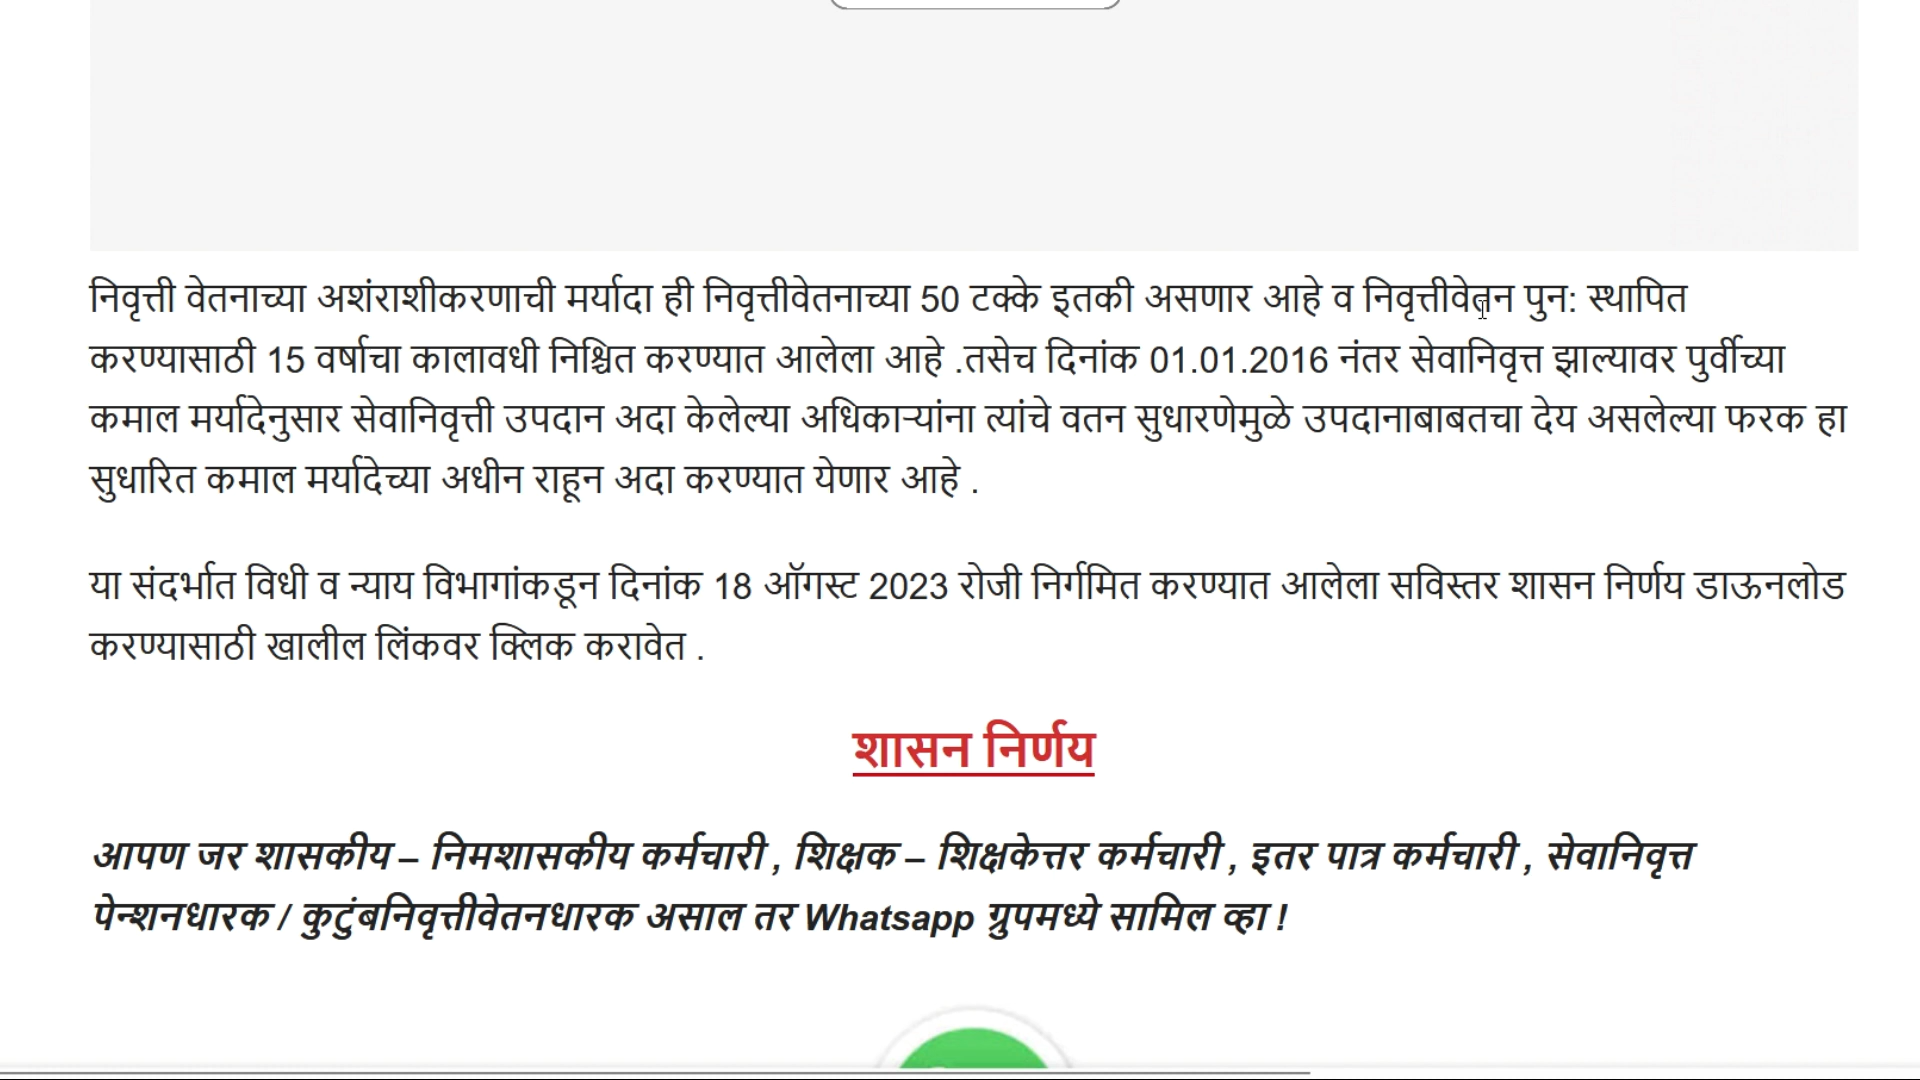 निवृत्ती वेतनाच्या अशंराशीकरणाची मर्यादा ही निवृत्तीवेतनाच्या 50 टक्के इतकी असणार आहे व निवृत्तीवेतन पुन: स्थापित
करण्यासाठी 15 वर्षाचा कालावधी निश्चित करण्यात आलेला आहे .तसेच दिनांक 01.01.2016 नंतर सेवानिवृत्त झाल्यावर पुर्वीच्या
कमाल मर्यादेनुसार सेवानिवृत्ती उपदान अदा केलेल्या अधिकाऱ्यांना त्यांचे वतन सुधारणेमुळे उपदानाबाबतचा देय असलेल्या फरक हा
सुधारित कमाल मर्यादेच्या अधीन राहून अदा करण्यात येणार आहे .
या संदर्भात विधी व न्याय विभागांकडून दिनांक 18 ऑगस्ट 2023 रोजी निर्गमित करण्यात आलेला सविस्तर शासन निर्णय डाऊनलोड
करण्यासाठी खालील लिंकवर क्लिक करावेत .
शासन निर्णय
आपण जर शासकीय – निमशासकीय कर्मचारी , शिक्षक – शिक्षकेत्तर कर्मचारी , इतर पात्र कर्मचारी , सेवानिवृत्त
पेन्शनधारक / कुटुंबनिवृत्तीवेतनधारक असाल तर Whatsapp ग्रुपमध्ये सामिल व्हा !